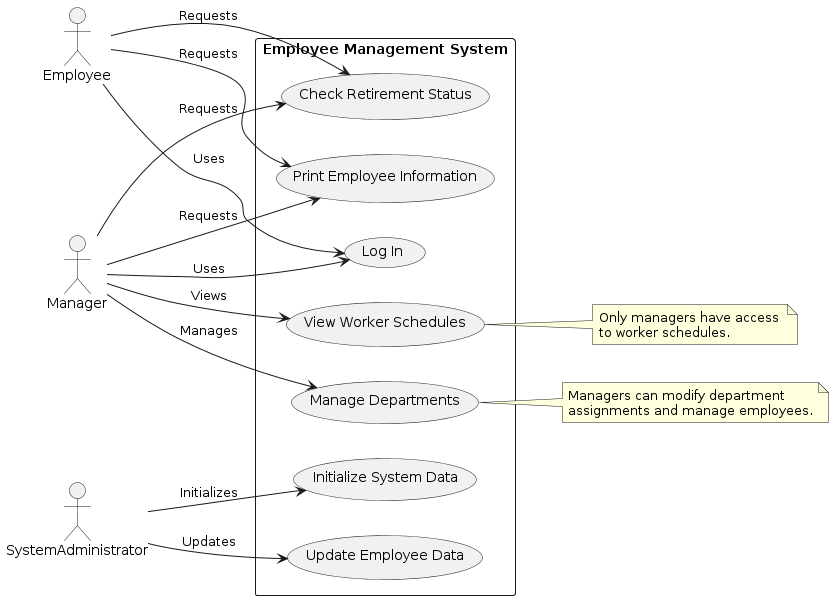 Employee Management System
Requests
Employee
Requests
Check Retirement Status
Requests
Uses
Print Employee Information
Requests
Log In
Uses
Manager
Views
View Worker Schedules
Only managers have access
to worker schedules.
Manages
Manage Departments
Managers can modify department
assignments and manage employees.
Initializes
Initialize System Data
SystemAdministrator
Updates
Update Employee Data